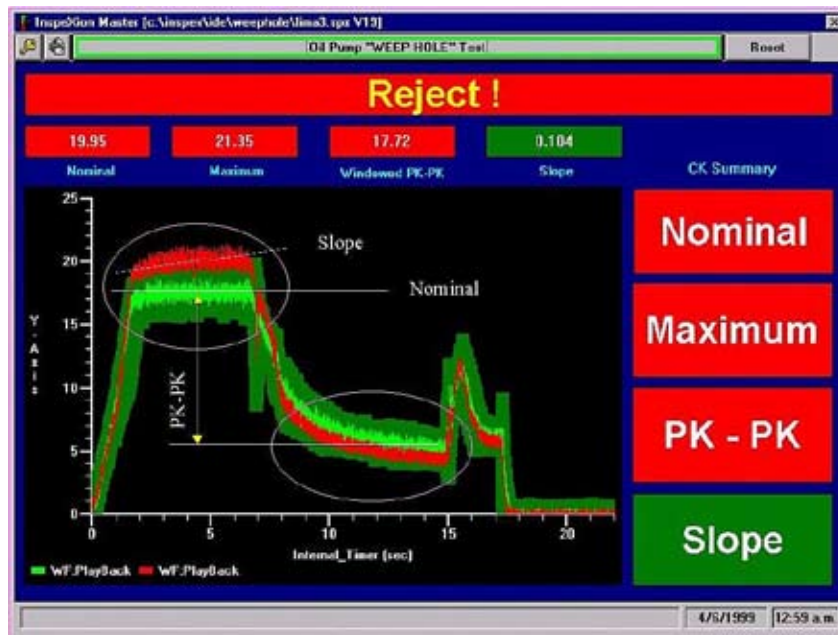 InspeXion Master [c:\inspex\ide\weephole\lima3.spx V19]
Oil Pump "WEEP HOLE" Test
Reset
Reject !
19.95
21.35
17.72
0.104
Nominal
Maximum
Windowed PK-PK
Slope
CK Summary
25
20
15
10
5
0
Y-Axis
Slope
Nominal
PK-PK
0
5
10
15
20
Internal_Timer (sec)
WF:PlayBack
WF:PlayBack
Nominal
Maximum
PK - PK
Slope
4/6/1999
12:59 a.m.